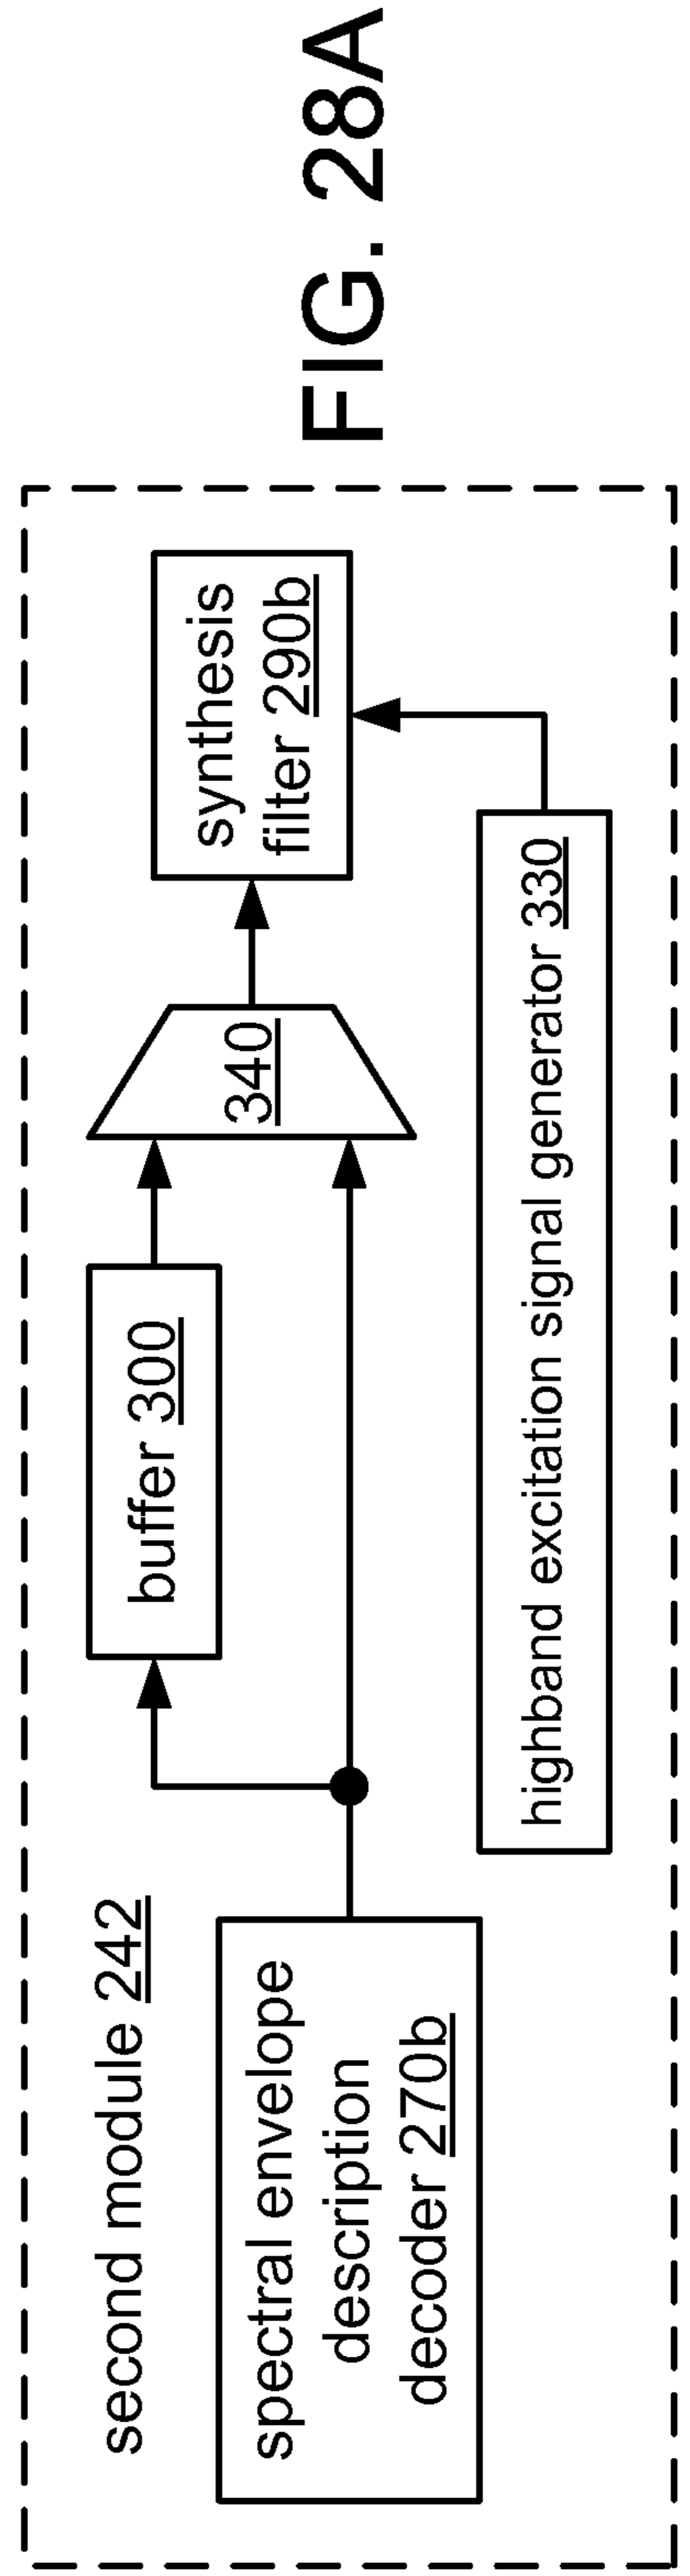 second module 242
spectral envelope
description
decoder 270b
buffer 300
340
synthesis
filter 290b
highband excitation signal generator 330
FIG. 28A